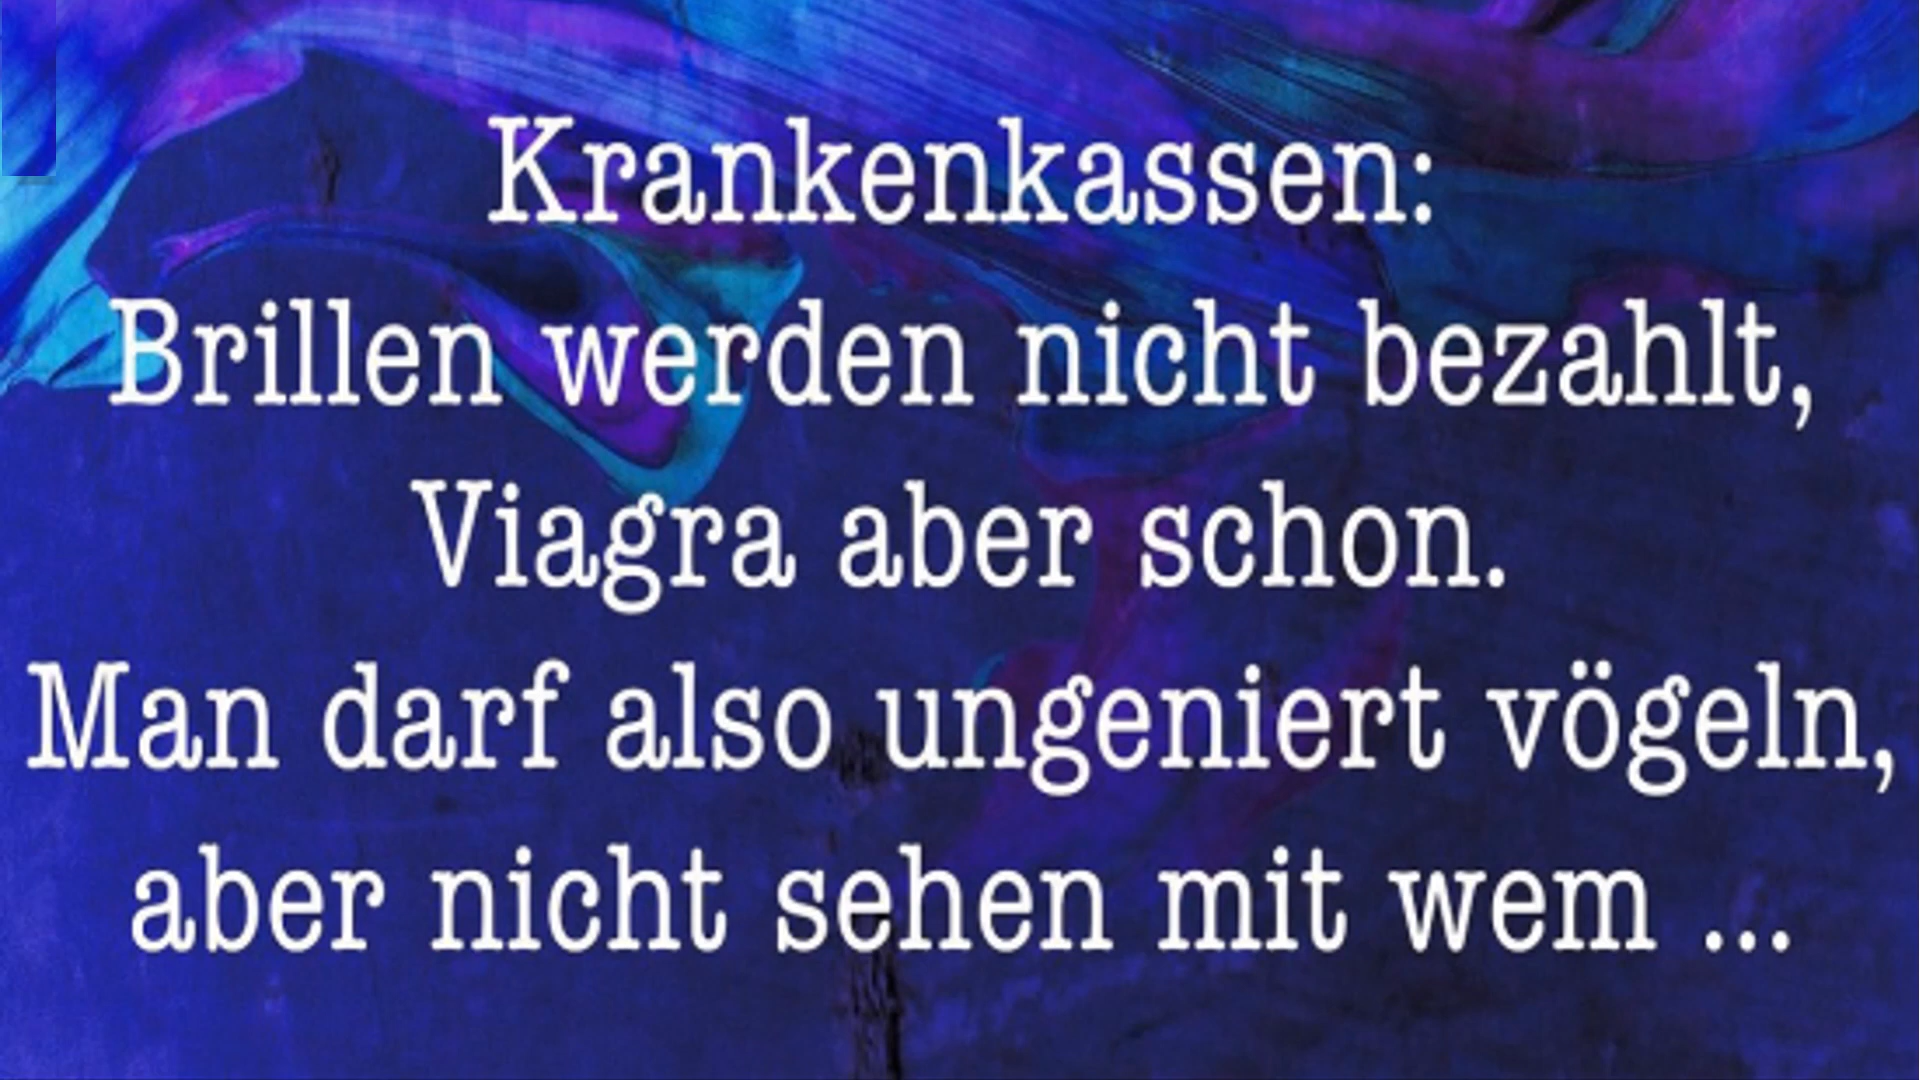 Krankenkassen:
Brillen werden nicht bezahlt,
Viagra aber schon.
Man darf also ungeniert vögeln,
aber nicht sehen mit wem ...